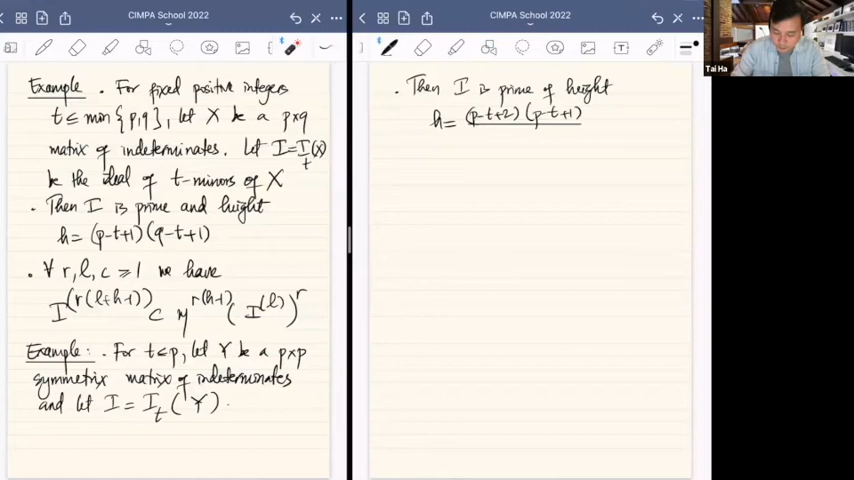 CIMPA School 2022
Example . For fixed positive integers
t ≤ min {p,q}, let X be a p×q
matrix of indeterminates. Let I = I_t(X)
be the ideal of t-minors of X
. Then I is prime and height
h = (p-t+1)(q-t+1)
. ∀ r, l, c ≥ 1 we have
I^(r(l+h-1)) ⊂ m^{r(h-1)} (I^(l))^r
Example: . For t ≤ p, let Y be a p×p
symmetrix matrix of indeterminates
and let I = I_t(Y).
CIMPA School 2022
. Then I is prime of height
h = (p-t+2)(p-t+1)
Tai Ha